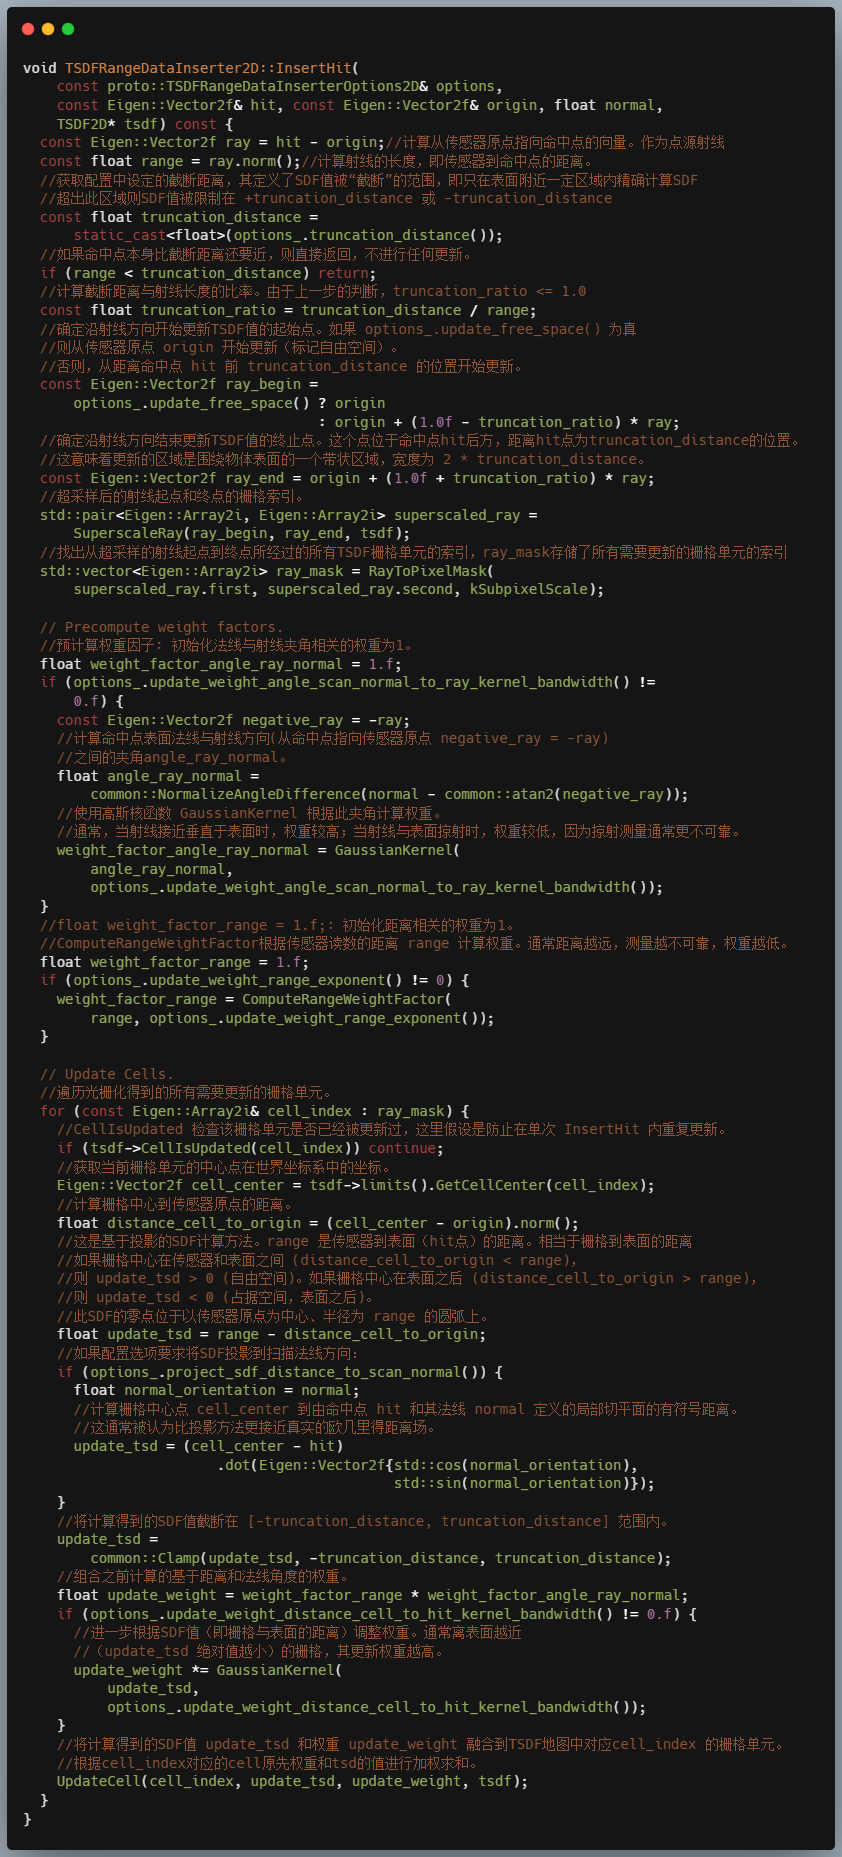 void TSDFRangeDataInserter2D::InsertHit(
    const proto::TSDFRangeDataInserterOptions2D& options,
    const Eigen::Vector2f& hit, const Eigen::Vector2f& origin, float normal,
    TSDF2D* tsdf) const {
  const Eigen::Vector2f ray = hit - origin;//计算从传感器原点指向命中点的向量。作为点源射线
  const float range = ray.norm();//计算射线的长度，即传感器到命中点的距离。
  //获取配置中设定的截断距离，其定义了SDF值被“截断”的范围，即只在表面附近一定区域内精确计算SDF
  //超出此区域则SDF值被限制在 +truncation_distance 或 -truncation_distance
  const float truncation_distance =
      static_cast<float>(options_.truncation_distance());
  //如果命中点本身比截断距离还要近，则直接返回，不进行任何更新。
  if (range < truncation_distance) return;
  //计算截断距离与射线长度的比率。由于上一步的判断，truncation_ratio <= 1.0
  const float truncation_ratio = truncation_distance / range;
  //确定沿射线方向开始更新TSDF值的起始点。如果 options_.update_free_space() 为真
  //则从传感器原点 origin 开始更新（标记自由空间）。
  //否则，从距离命中点 hit 前 truncation_distance 的位置开始更新。
  const Eigen::Vector2f ray_begin =
      options_.update_free_space() ? origin
                                   : origin + (1.0f - truncation_ratio) * ray;
  //确定沿射线方向结束更新TSDF值的终止点。这个点位于命中点hit后方，距离hit点为truncation_distance的位置。
  //这意味着更新的区域是围绕物体表面的一个带状区域，宽度为 2 * truncation_distance。
  const Eigen::Vector2f ray_end = origin + (1.0f + truncation_ratio) * ray;
  //超采样后的射线起点和终点的栅格索引。
  std::pair<Eigen::Array2i, Eigen::Array2i> superscaled_ray =
      SuperscaleRay(ray_begin, ray_end, tsdf);
  //找出从超采样的射线起点到终点所经过的所有TSDF栅格单元的索引，ray_mask存储了所有需要更新的栅格单元的索引
  std::vector<Eigen::Array2i> ray_mask = RayToPixelMask(
      superscaled_ray.first, superscaled_ray.second, kSubpixelScale);

  // Precompute weight factors.
  //预计算权重因子: 初始化法线与射线夹角相关的权重为1。
  float weight_factor_angle_ray_normal = 1.f;
  if (options_.update_weight_angle_scan_normal_to_ray_kernel_bandwidth() !=
      0.f) {
    const Eigen::Vector2f negative_ray = -ray;
    //计算命中点表面法线与射线方向(从命中点指向传感器原点 negative_ray = -ray)
    //之间的夹角angle_ray_normal。
    float angle_ray_normal =
        common::NormalizeAngleDifference(normal - common::atan2(negative_ray));
    //使用高斯核函数 GaussianKernel 根据此夹角计算权重。
    //通常，当射线接近垂直于表面时，权重较高；当射线与表面掠射时，权重较低，因为掠射测量通常更不可靠。
    weight_factor_angle_ray_normal = GaussianKernel(
        angle_ray_normal,
        options_.update_weight_angle_scan_normal_to_ray_kernel_bandwidth());
  }
  //float weight_factor_range = 1.f;: 初始化距离相关的权重为1。
  //ComputeRangeWeightFactor根据传感器读数的距离 range 计算权重。通常距离越远，测量越不可靠，权重越低。
  float weight_factor_range = 1.f;
  if (options_.update_weight_range_exponent() != 0) {
    weight_factor_range = ComputeRangeWeightFactor(
        range, options_.update_weight_range_exponent());
  }

  // Update Cells.
  //遍历光栅化得到的所有需要更新的栅格单元。
  for (const Eigen::Array2i& cell_index : ray_mask) {
    //CellIsUpdated 检查该栅格单元是否已经被更新过，这里假设是防止在单次 InsertHit 内重复更新。
    if (tsdf->CellIsUpdated(cell_index)) continue;
    //获取当前栅格单元的中心点在世界坐标系中的坐标。
    Eigen::Vector2f cell_center = tsdf->limits().GetCellCenter(cell_index);
    //计算栅格中心到传感器原点的距离。
    float distance_cell_to_origin = (cell_center - origin).norm();
    //这是基于投影的SDF计算方法。range 是传感器到表面（hit点）的距离。相当于栅格到表面的距离
    //如果栅格中心在传感器和表面之间 (distance_cell_to_origin < range)，
    //则 update_tsd > 0 (自由空间)。如果栅格中心在表面之后 (distance_cell_to_origin > range)，
    //则 update_tsd < 0 (占据空间，表面之后)。
    //此SDF的零点位于以传感器原点为中心、半径为 range 的圆弧上。
    float update_tsd = range - distance_cell_to_origin;
    //如果配置选项要求将SDF投影到扫描法线方向:
    if (options_.project_sdf_distance_to_scan_normal()) {
      float normal_orientation = normal;
      //计算栅格中心点 cell_center 到由命中点 hit 和其法线 normal 定义的局部切平面的有符号距离。
      //这通常被认为比投影方法更接近真实的欧几里得距离场。
      update_tsd = (cell_center - hit)
                       .dot(Eigen::Vector2f{std::cos(normal_orientation),
                                            std::sin(normal_orientation)});
    }
    //将计算得到的SDF值截断在 [-truncation_distance, truncation_distance] 范围内。
    update_tsd =
        common::Clamp(update_tsd, -truncation_distance, truncation_distance);
    //组合之前计算的基于距离和法线角度的权重。
    float update_weight = weight_factor_range * weight_factor_angle_ray_normal;
    if (options_.update_weight_distance_cell_to_hit_kernel_bandwidth() != 0.f) {
      //进一步根据SDF值（即栅格与表面的距离）调整权重。通常离表面越近
      //（update_tsd 绝对值越小）的栅格，其更新权重越高。
      update_weight *= GaussianKernel(
          update_tsd,
          options_.update_weight_distance_cell_to_hit_kernel_bandwidth());
    }
    //将计算得到的SDF值 update_tsd 和权重 update_weight 融合到TSDF地图中对应cell_index 的栅格单元。
    //根据cell_index对应的cell原先权重和tsd的值进行加权求和。
    UpdateCell(cell_index, update_tsd, update_weight, tsdf);
  }
}